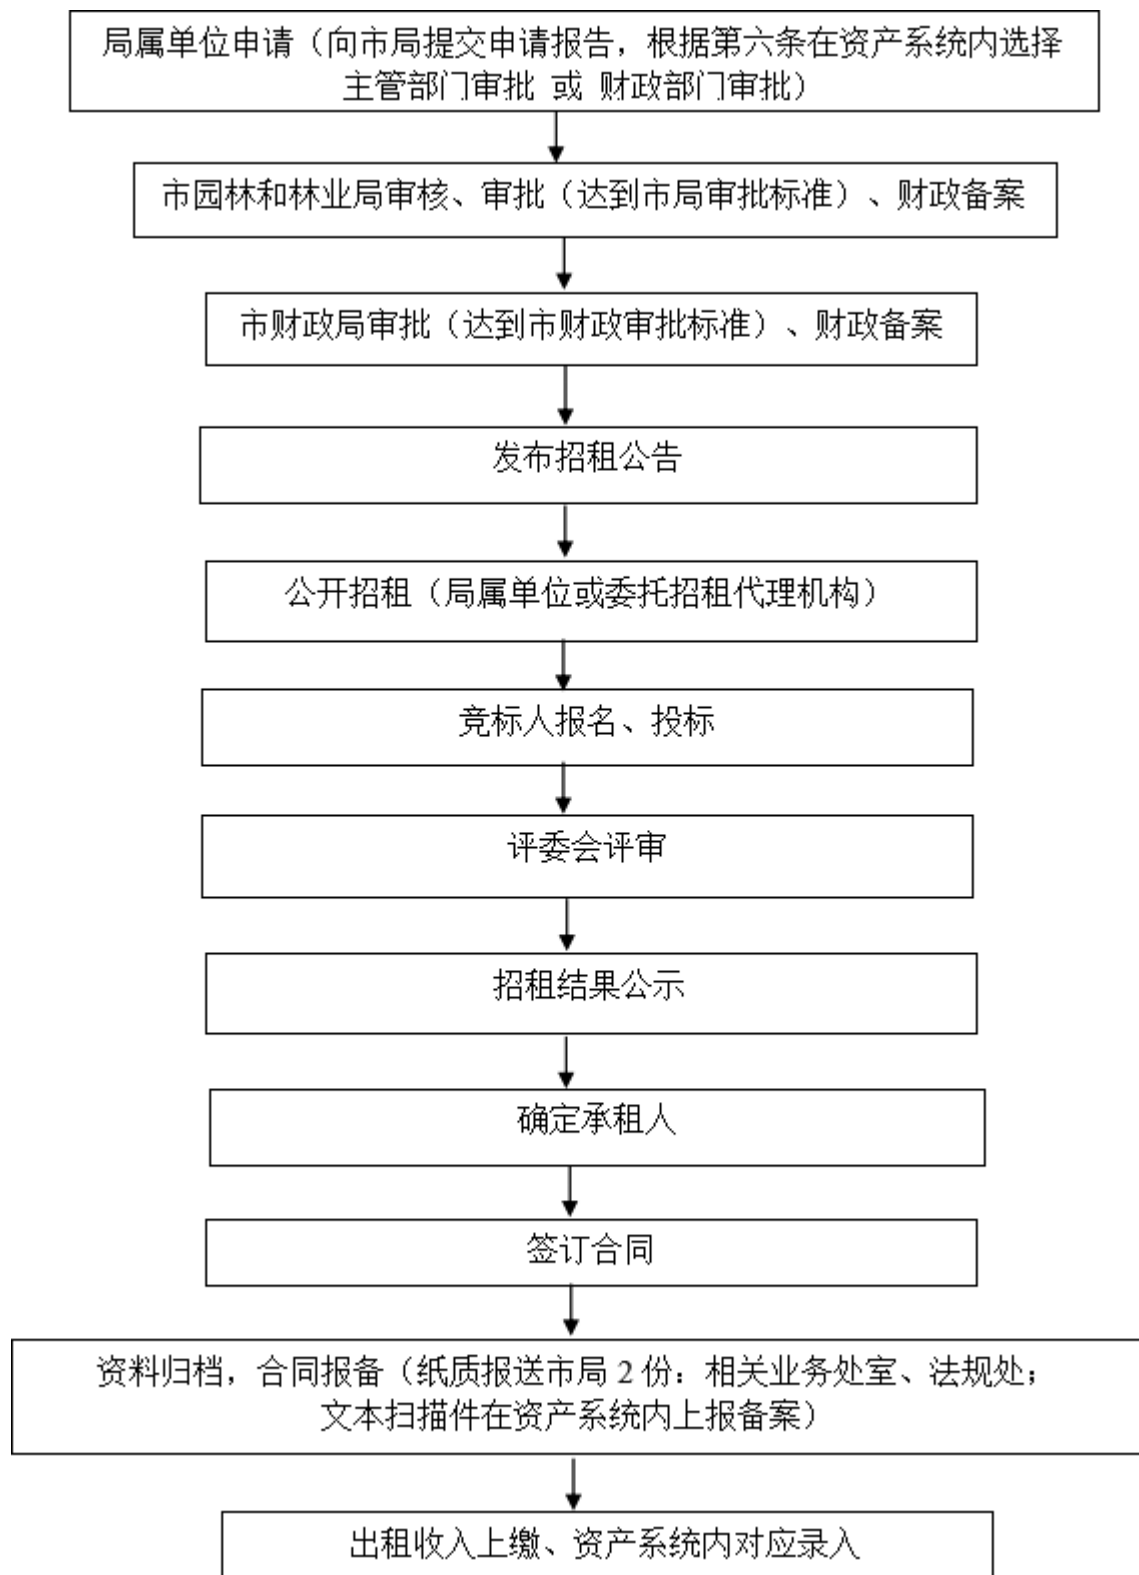 局属单位申请（向市局提交申请报告，根据第六条在资产系统内选择
主管部门审批 或 财政部门审批）
市园林和林业局审核、审批（达到市局审批标准）、财政备案
市财政局审批（达到市财政审批标准）、财政备案
发布招租公告
公开招租（局属单位或委托招租代理机构）
竞标人报名、投标
评委会评审
招租结果公示
确定承租人
签订合同
资料归档，合同报备（纸质报送市局 2 份：相关业务处室、法规处；
文本扫描件在资产系统内上报备案）
出租收入上缴、资产系统内对应录入